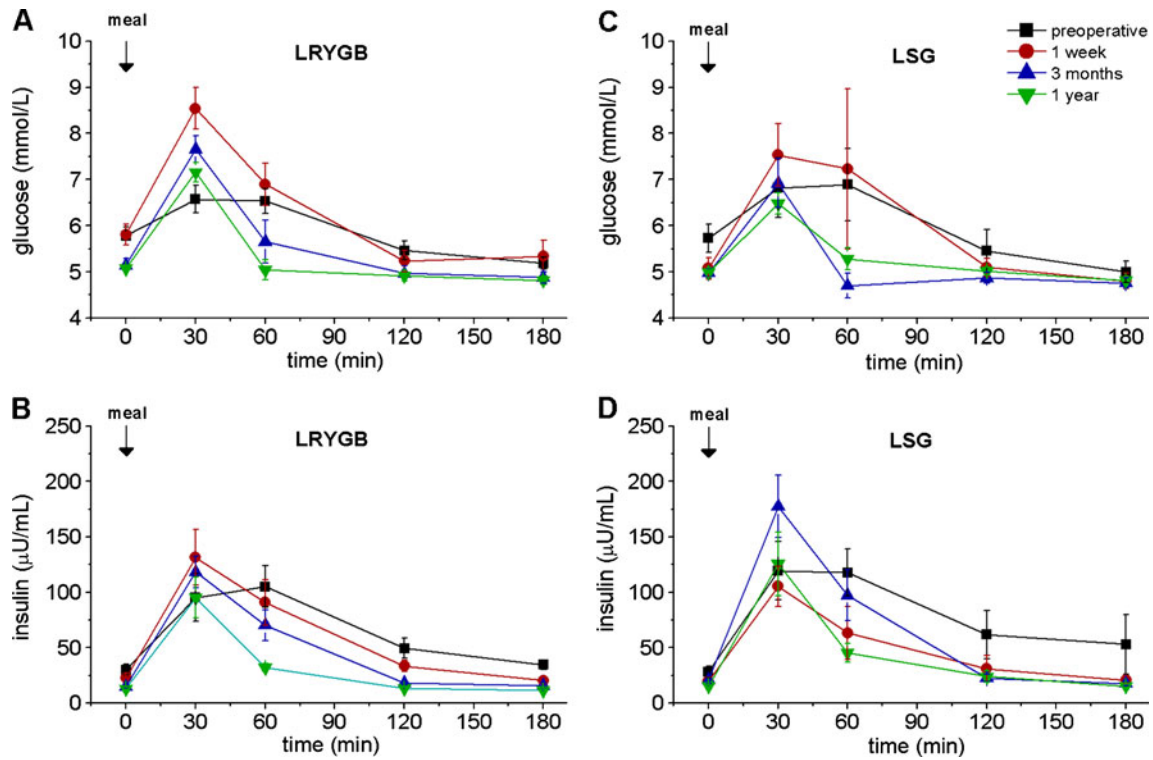 A
meal
LRYGB
glucose (mmol/L)
10
9
8
7
6
5
4
0 30 60 90 120 150 180
time (min)
C
meal
LSG
preoperative
1 week
3 months
1 year
glucose (mmol/L)
10
9
8
7
6
5
4
0 30 60 90 120 150 180
time (min)
B
meal
LRYGB
insulin (μU/mL)
250
200
150
100
50
0
0 30 60 90 120 150 180
time (min)
D
meal
LSG
insulin (μU/mL)
250
200
150
100
50
0
0 30 60 90 120 150 180
time (min)